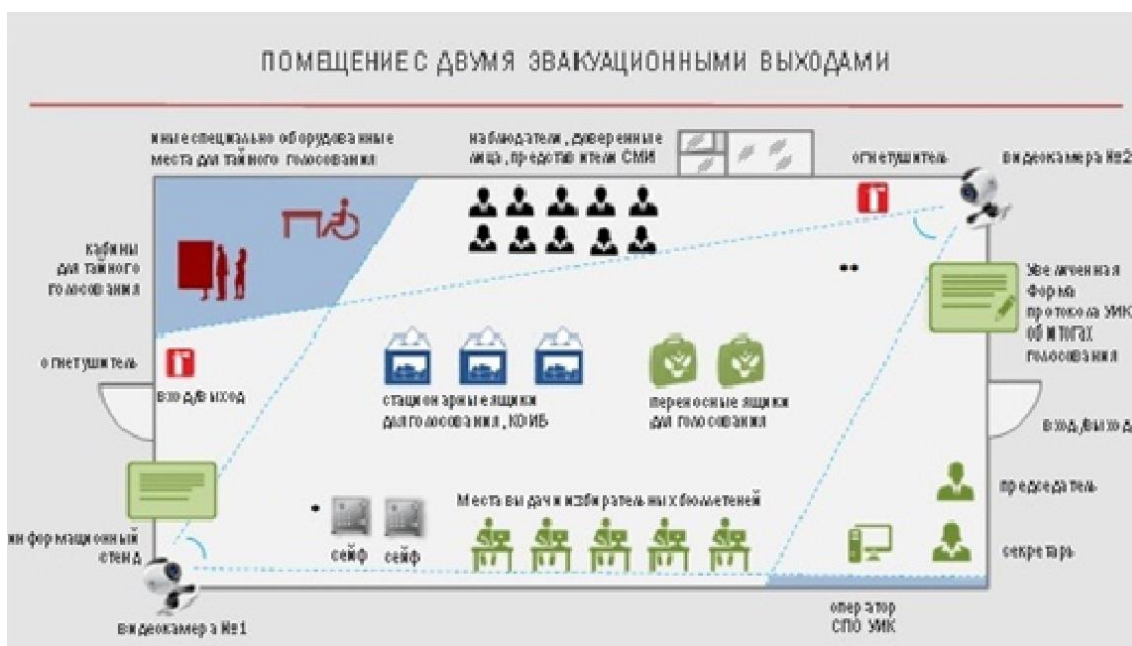 ПОМЕЩЕНИЕ С ДВУМЯ ЭВАКУАЦИОННЫМИ ВЫХОДАМИ
иные специально оборудованные
места для тайного голосования
наблюдатели, доверенные
лица, представители СМИ
огнетушитель
видеокамера №2
кабины
для тайного
голосования
Увеличенная
форма
протокола УИК
об итогах
голосования
огнетушитель
вход/выход
стационарные ящики
для голосования, КОИБ
переносные ящики
для голосования
вход/выход
Места выдачи избирательных бюллетеней
председатель
информационный
стенд
сейф
сейф
секретарь
видеокамера №1
оператор
СПО УИК